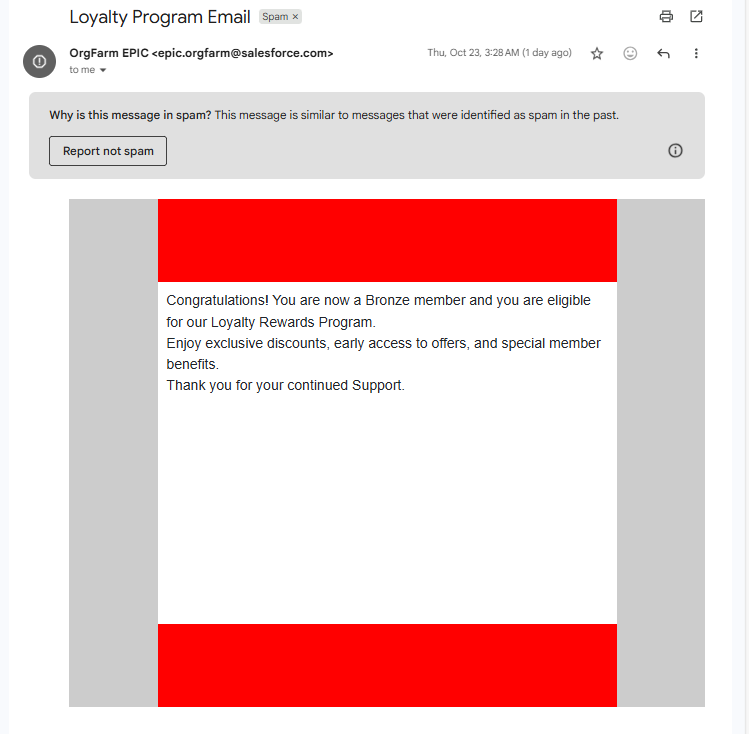 Loyalty Program Email Spam ×
OrgFarm EPIC <epic.orgfarm@salesforce.com> Thu, Oct 23, 3:28 AM (1 day ago)
to me
Why is this message in spam? This message is similar to messages that were identified as spam in the past.
Report not spam
Congratulations! You are now a Bronze member and you are eligible
for our Loyalty Rewards Program.
Enjoy exclusive discounts, early access to offers, and special member
benefits.
Thank you for your continued Support.